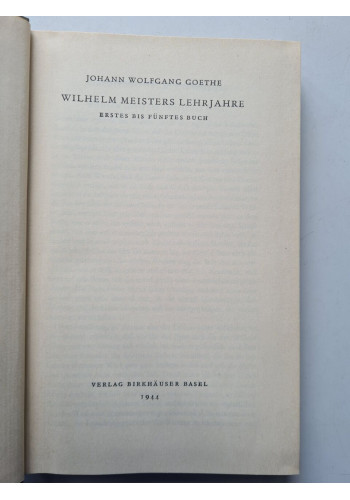 JOHANN WOLFGANG GOETHE
WILHELM MEISTERS LEHRJAHRE
ERSTES BIS FÜNFTES BUCH
VERLAG BIRKHÄUSER BASEL
1944